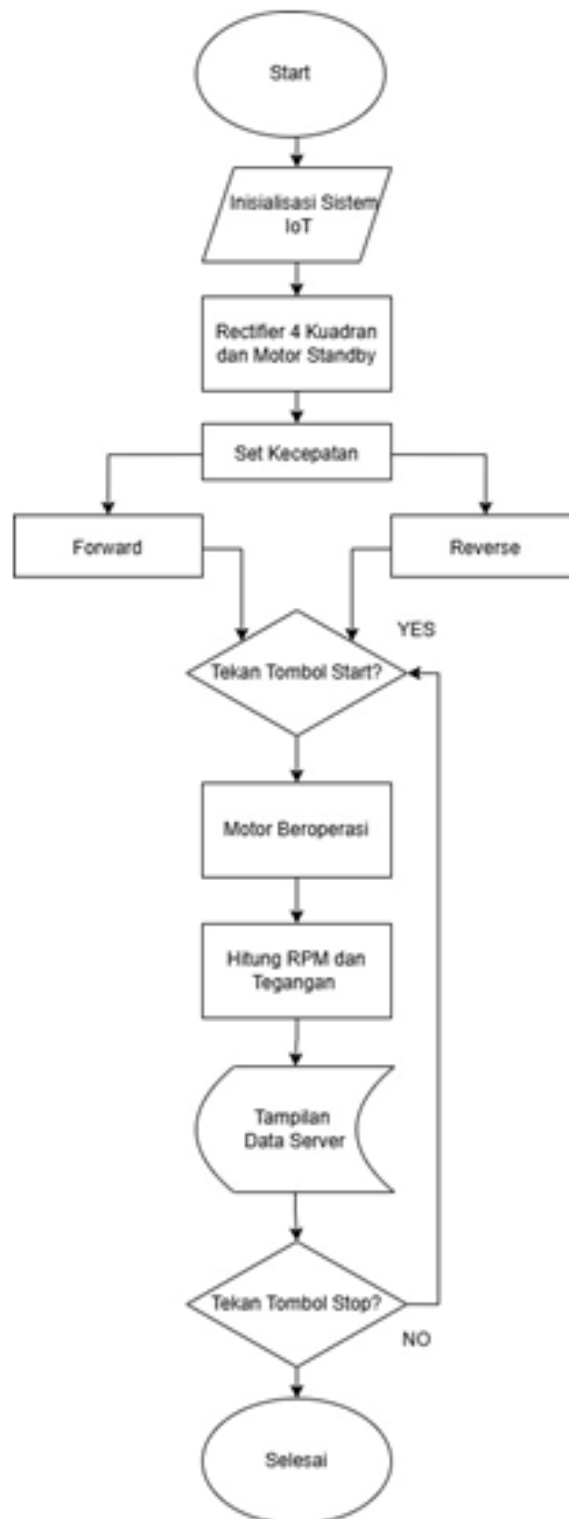 Start
Inisialisasi Sistem
IoT
Rectifier 4 Kuadran
dan Motor Standby
Set Kecepatan
Forward
Reverse
YES
Tekan Tombol Start?
Motor Beroperasi
Hitung RPM dan
Tegangan
Tampilan
Data Server
Tekan Tombol Stop?
NO
Selesai